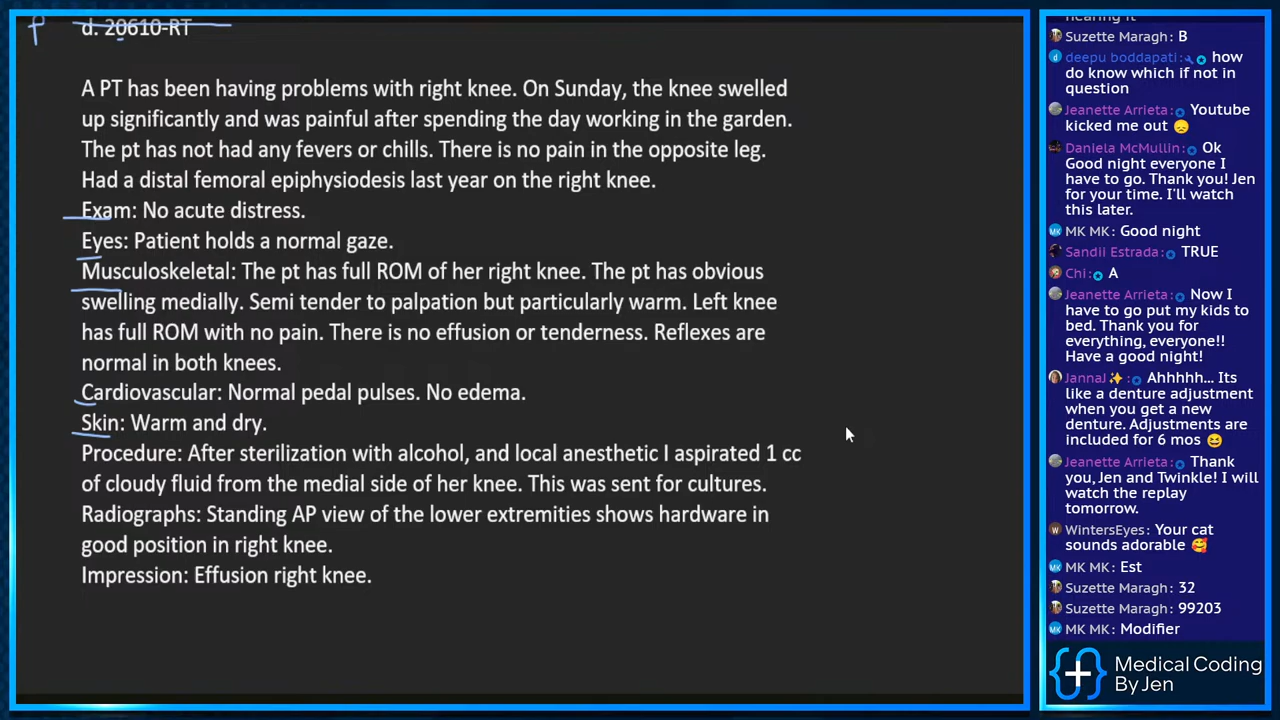 d. 20610-RT
A PT has been having problems with right knee. On Sunday, the knee swelled
up significantly and was painful after spending the day working in the garden.
The pt has not had any fevers or chills. There is no pain in the opposite leg.
Had a distal femoral epiphysiodesis last year on the right knee.
Exam: No acute distress.
Eyes: Patient holds a normal gaze.
Musculoskeletal: The pt has full ROM of her right knee. The pt has obvious
swelling medially. Semi tender to palpation but particularly warm. Left knee
has full ROM with no pain. There is no effusion or tenderness. Reflexes are
normal in both knees.
Cardiovascular: Normal pedal pulses. No edema.
Skin: Warm and dry.
Procedure: After sterilization with alcohol, and local anesthetic I aspirated 1 cc
of cloudy fluid from the medial side of her knee. This was sent for cultures.
Radiographs: Standing AP view of the lower extremities shows hardware in
good position in right knee.
Impression: Effusion right knee.
hearing it
Suzette Maragh: B
deepu boddapati: how
do know which if not in
question
Jeanette Arrieta: Youtube
kicked me out 😞
Daniela McMullin: Ok
Good night everyone I
have to go. Thank you! Jen
for your time. I'll watch
this later.
MK MK MK: Good night
Sandii Estrada: TRUE
Chi: A
Jeanette Arrieta: Now I
have to go put my kids to
bed. Thank you for
everything, everyone!!
Have a good night!
JannaJ✨: Ahhhhh... Its
like a denture adjustment
when you get a new
denture. Adjustments are
included for 6 mos 😆
Jeanette Arrieta: Thank
you, Jen and Twinkle! I will
watch the replay
tomorrow.
W WintersEyes: Your cat
sounds adorable 🥰
MK MK MK: Est
Suzette Maragh: 32
Suzette Maragh: 99203
MK MK MK: Modifier
Medical Coding
By Jen